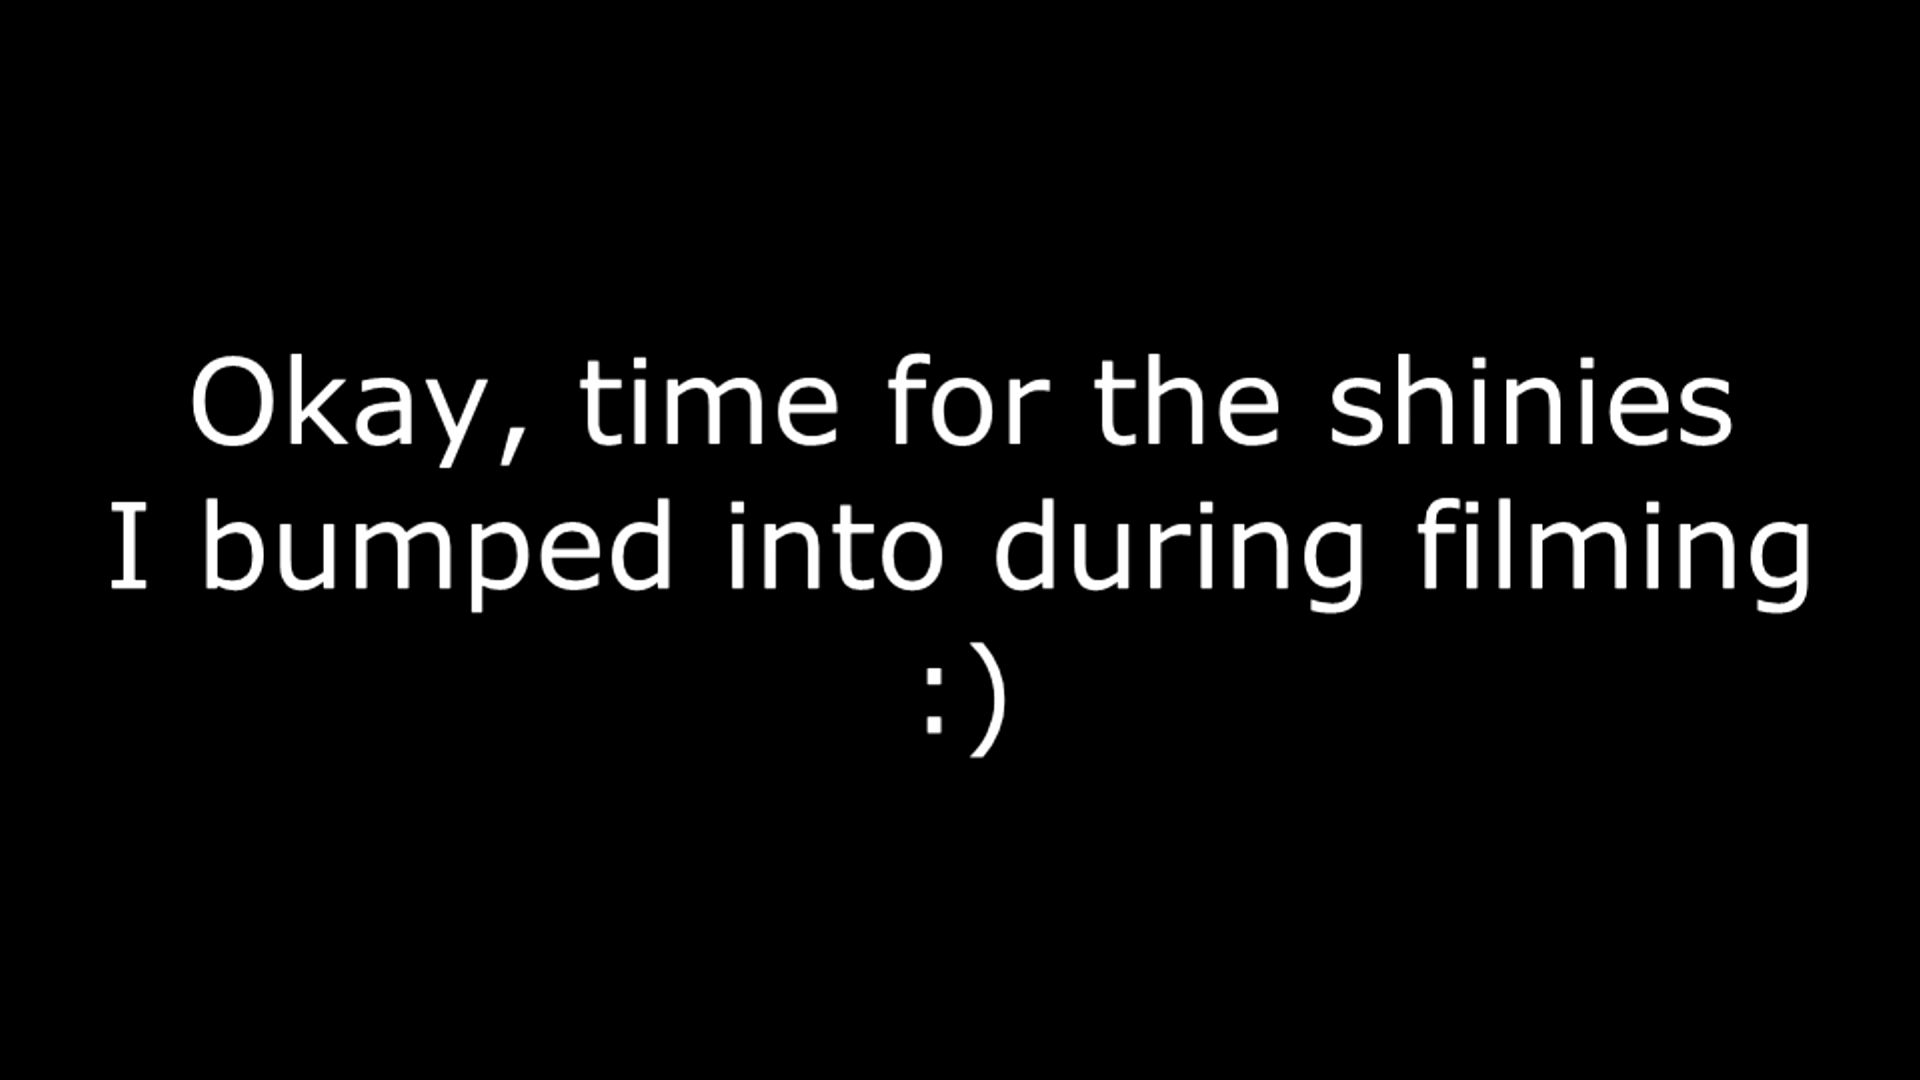 Okay, time for the shinies
I bumped into during filming
:)